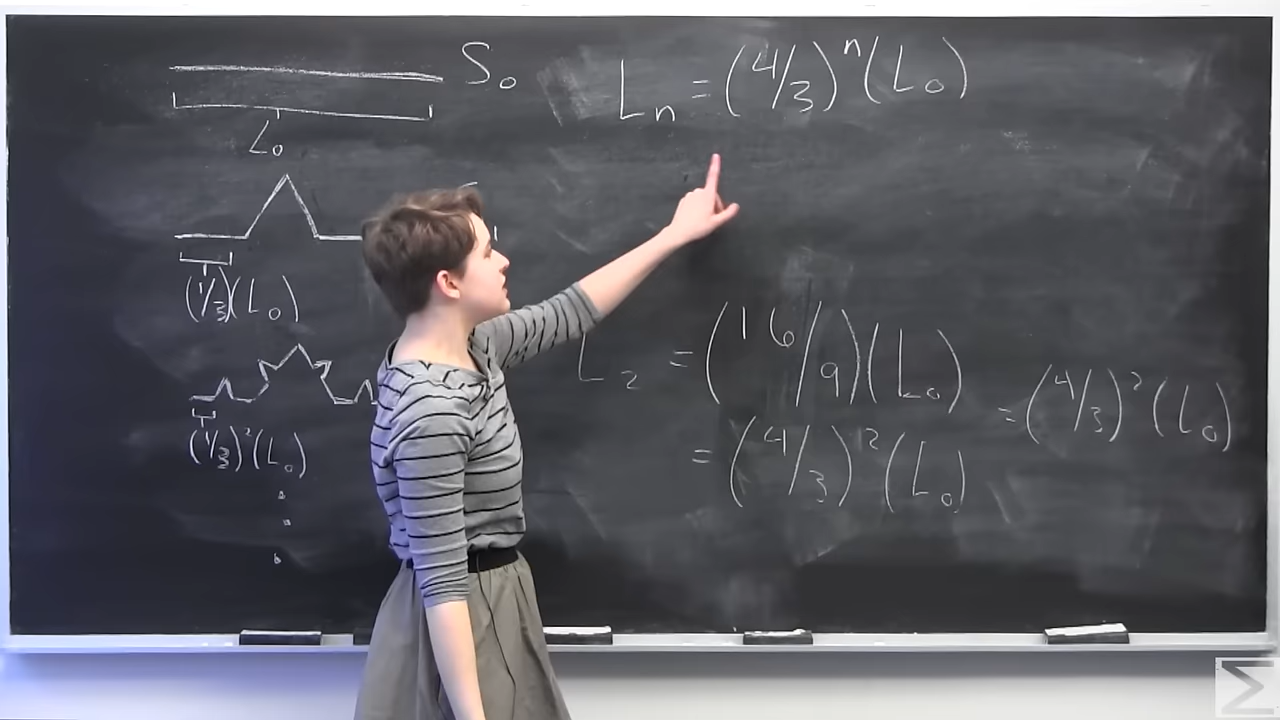 S₀
Lₙ = (4/3)ⁿ(L₀)
L₀
(1/3)(L₀)
L₂ = (16/9)(L₀)
= (4/3)²(L₀)
= (4/3)²(L₀)
(1/3)²(L₀)
Σ